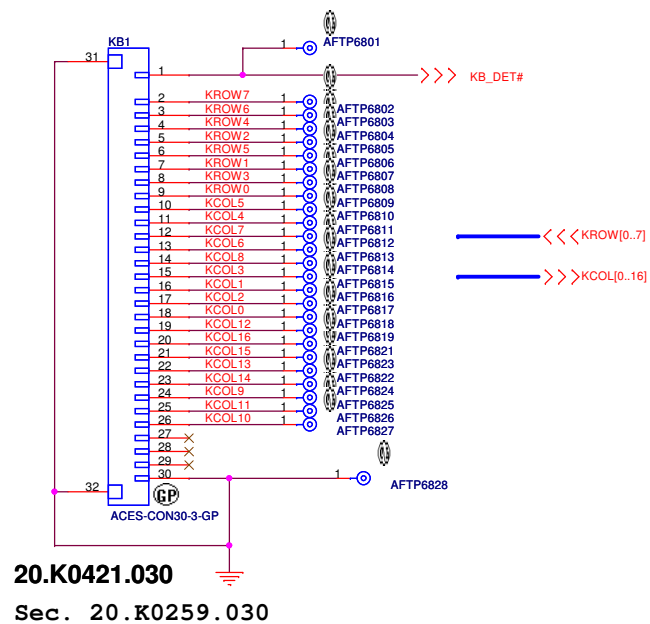 KB1
1 AFTP6801
31
1 KB_DET#
2 KROW7 1 AFTP6802
3 KROW6 1 AFTP6803
4 KROW4 1 AFTP6804
5 KROW2 1 AFTP6805
6 KROW5 1 AFTP6806
7 KROW1 1 AFTP6807
8 KROW3 1 AFTP6808
9 KROW0 1 AFTP6809
10 KCOL5 1 AFTP6810
11 KCOL4 1 AFTP6811
12 KCOL7 1 AFTP6812
13 KCOL6 1 AFTP6813
14 KCOL8 1 AFTP6814
15 KCOL3 1 AFTP6815
16 KCOL1 1 AFTP6816
17 KCOL2 1 AFTP6817
18 KCOL0 1 AFTP6818
19 KCOL12 1 AFTP6819
20 KCOL16 1 AFTP6821
21 KCOL15 1 AFTP6823
22 KCOL13 1 AFTP6822
23 KCOL14 1 AFTP6824
24 KCOL9 1 AFTP6825
25 KCOL11 1 AFTP6826
26 KCOL10 1 AFTP6827
27
28
29
30 1 AFTP6828
32
GP
ACES-CON30-3-GP
KROW[0..7]
KCOL[0..16]
20.K0421.030
Sec. 20.K0259.030